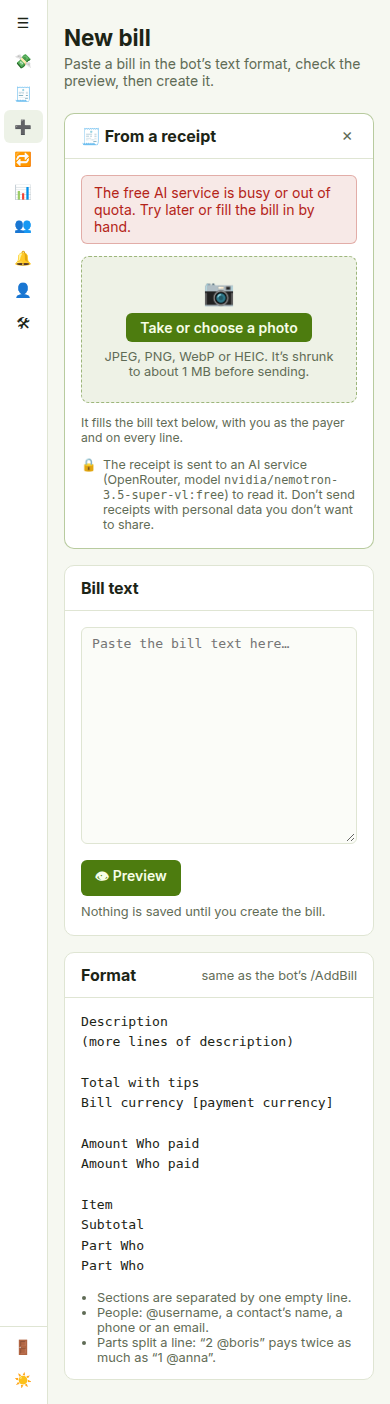 New bill
Paste a bill in the bot's text format, check the
preview, then create it.
From a receipt
×
The free AI service is busy or out of
quota. Try later or fill the bill in by
hand.
Take or choose a photo
JPEG, PNG, WebP or HEIC. It's shrunk
to about 1 MB before sending.
It fills the bill text below, with you as the payer
and on every line.
The receipt is sent to an AI service
(OpenRouter, model nvidia/nemotron-
3.5-super-vl:free) to read it. Don't send
receipts with personal data you don't want
to share.
Bill text
Paste the bill text here…
Preview
Nothing is saved until you create the bill.
Format
same as the bot's /AddBill
Description
(more lines of description)
Total with tips
Bill currency [payment currency]
Amount Who paid
Amount Who paid
Item
Subtotal
Part Who
Part Who
• Sections are separated by one empty line.
• People: @username, a contact's name, a
phone or an email.
• Parts split a line: “2 @boris” pays twice as
much as “1 @anna”.